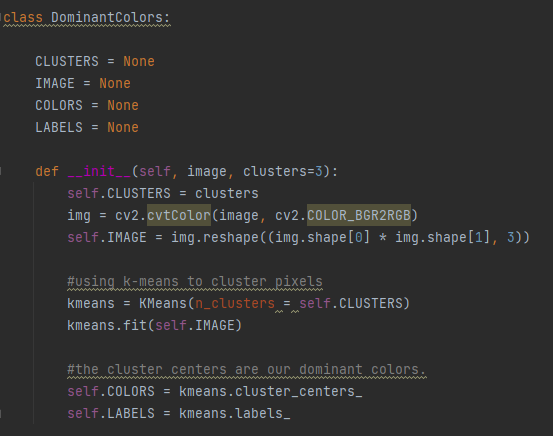 class DominantColors:
CLUSTERS = None
IMAGE = None
COLORS = None
LABELS = None
def __init__(self, image, clusters=3):
self.CLUSTERS = clusters
img = cv2.cvtColor(image, cv2.COLOR_BGR2RGB)
self.IMAGE = img.reshape((img.shape[0] * img.shape[1], 3))
#using k-means to cluster pixels
kmeans = KMeans(n_clusters = self.CLUSTERS)
kmeans.fit(self.IMAGE)
#the cluster centers are our dominant colors.
self.COLORS = kmeans.cluster_centers_
self.LABELS = kmeans.labels_